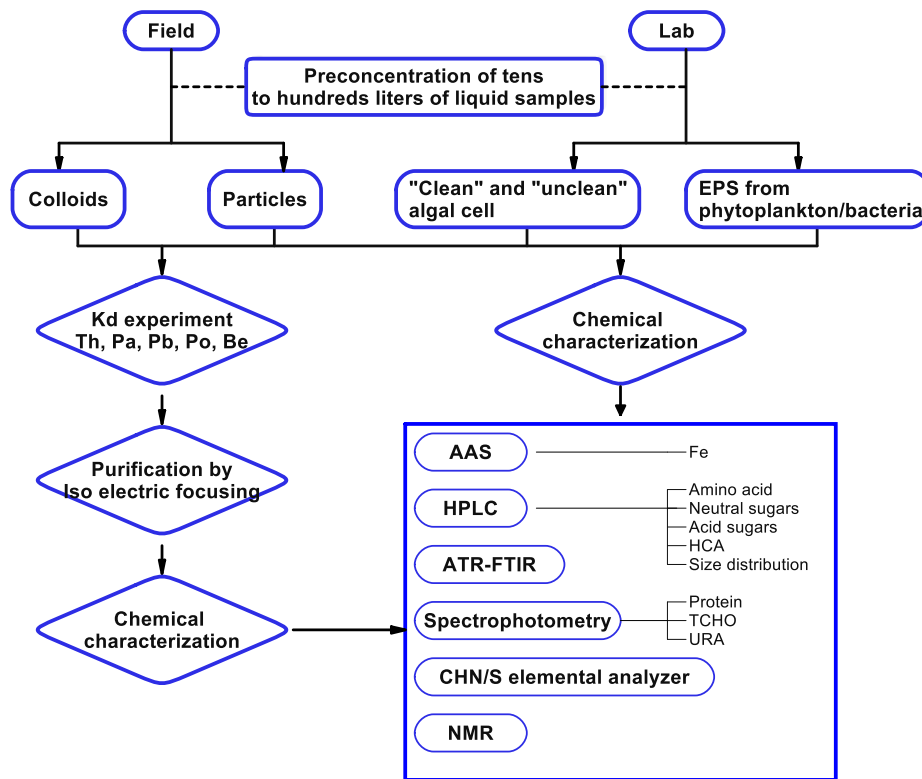 Field
Lab
Preconcentration of tens
to hundreds liters of liquid samples
Colloids
Particles
"Clean" and "unclean"
algal cell
EPS from
phytoplankton/bacteria
Kd experiment
Th, Pa, Pb, Po, Be
Chemical
characterization
Purification by
Iso electric focusing
Chemical
characterization
AAS
Fe
HPLC
Amino acid
Neutral sugars
Acid sugars
HCA
Size distribution
ATR-FTIR
Spectrophotometry
Protein
TCHO
URA
CHN/S elemental analyzer
NMR